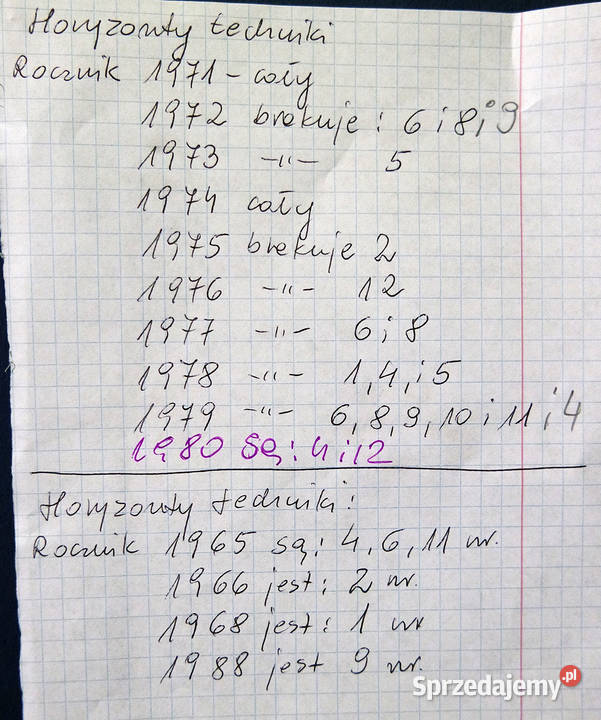 Horyzonty techniki
Rocznik 1971 - cały
1972 brakuje : 6 i 8 i 9
1973 -"- 5
1974 cały
1975 brakuje 2
1976 -"- 12
1977 -"- 6 i 8
1978 -"- 1, 4, i 5
1979 -"- 6, 8, 9, 10 i 11 i 4
1980 są : 4 i 12
Horyzonty techniki :
Rocznik 1965 są : 4, 6, 11 nr.
1966 jest : 2 nr.
1968 jest : 1 nr
1988 jest 9 nr.
Sprzedajemy.pl